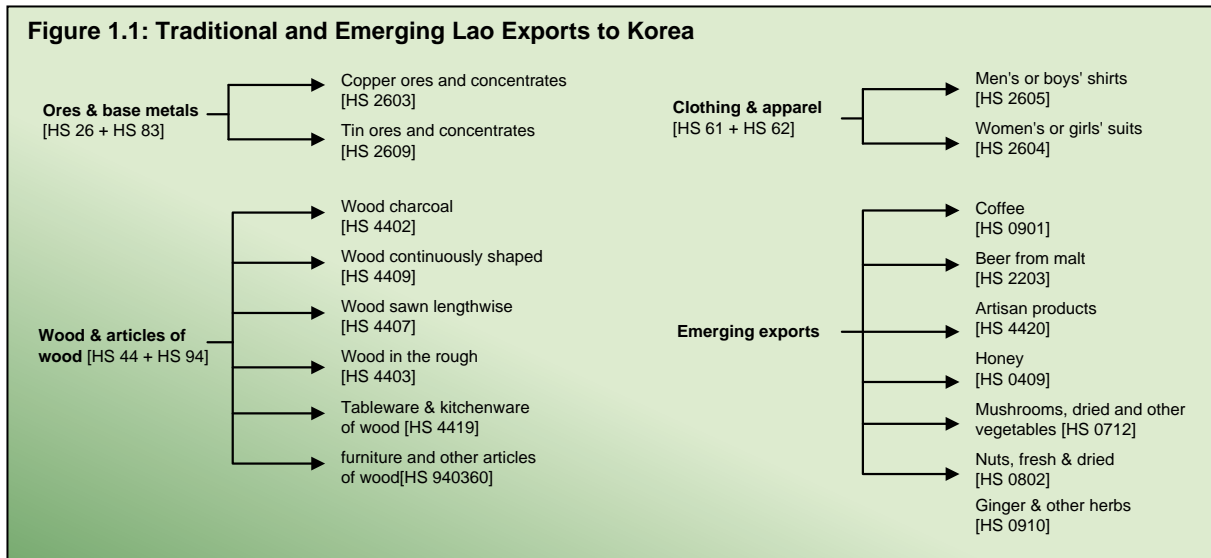 Figure 1.1: Traditional and Emerging Lao Exports to Korea
Ores & base metals
[HS 26 + HS 83]
Copper ores and concentrates
[HS 2603]
Tin ores and concentrates
[HS 2609]
Wood & articles of
wood [HS 44 + HS 94]
Wood charcoal
[HS 4402]
Wood continuously shaped
[HS 4409]
Wood sawn lengthwise
[HS 4407]
Wood in the rough
[HS 4403]
Tableware & kitchenware
of wood [HS 4419]
furniture and other articles
of wood[HS 940360]
Clothing & apparel
[HS 61 + HS 62]
Men's or boys' shirts
[HS 2605]
Women's or girls' suits
[HS 2604]
Emerging exports
Coffee
[HS 0901]
Beer from malt
[HS 2203]
Artisan products
[HS 4420]
Honey
[HS 0409]
Mushrooms, dried and other
vegetables [HS 0712]
Nuts, fresh & dried
[HS 0802]
Ginger & other herbs
[HS 0910]